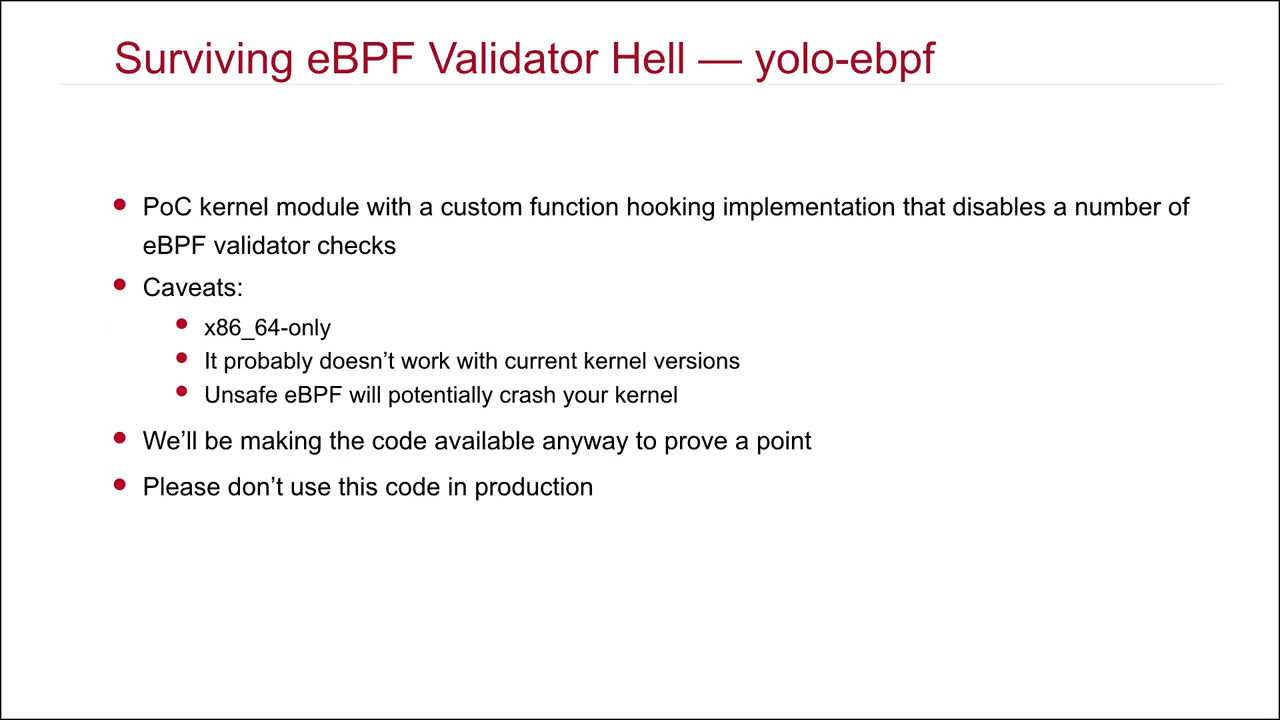 Surviving eBPF Validator Hell — yolo-ebpf
PoC kernel module with a custom function hooking implementation that disables a number of
eBPF validator checks
Caveats:
x86_64-only
It probably doesn’t work with current kernel versions
Unsafe eBPF will potentially crash your kernel
We’ll be making the code available anyway to prove a point
Please don’t use this code in production